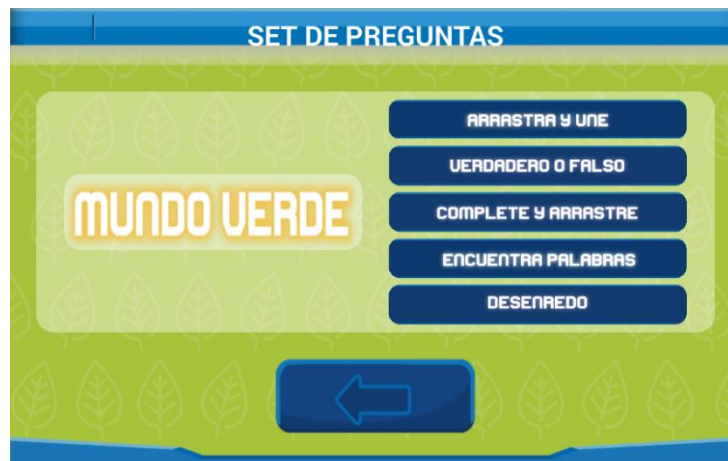 SET DE PREGUNTAS
MUNDO VERDE
ARRASTRA Y UNE
VERDADERO O FALSO
COMPLETE Y ARRASTRE
ENCUENTRA PALABRAS
DESENREDO